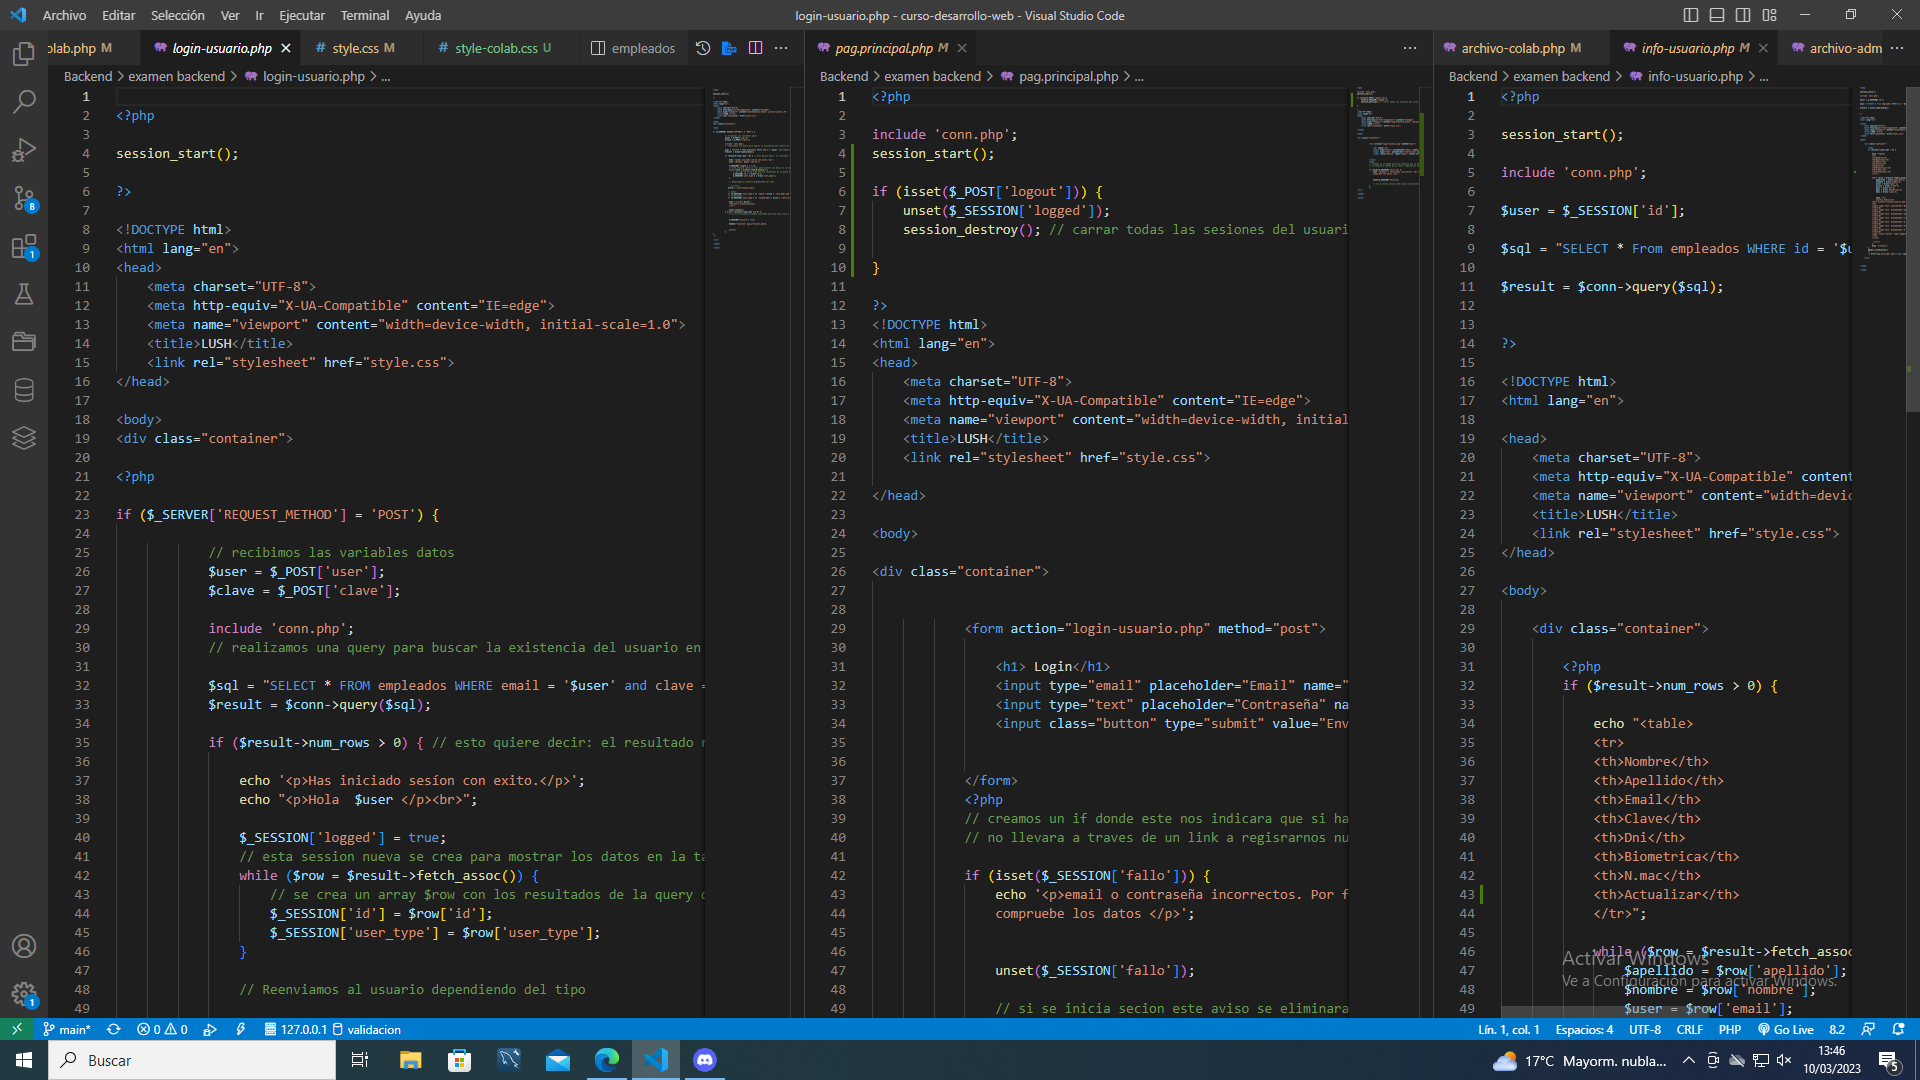 Archivo Editar Selección Ver Ir Ejecutar Terminal Ayuda
login-usuario.php - curso-desarrollo-web - Visual Studio Code
olab.php M login-usuario.php style.css M style-colab.css U empleados
Backend > examen backend > login-usuario.php > ...
1
2 <?php
3
4 session_start();
5
6 ?>
7
8 <!DOCTYPE html>
9 <html lang="en">
10 <head>
11 <meta charset="UTF-8">
12 <meta http-equiv="X-UA-Compatible" content="IE=edge">
13 <meta name="viewport" content="width=device-width, initial-scale=1.0">
14 <title>LUSH</title>
15 <link rel="stylesheet" href="style.css">
16 </head>
17
18 <body>
19 <div class="container">
20
21 <?php
22
23 if ($_SERVER['REQUEST_METHOD'] = 'POST') {
24
25 // recibimos las variables datos
26 $user = $_POST['user'];
27 $clave = $_POST['clave'];
28
29 include 'conn.php';
30 // realizamos una query para buscar la existencia del usuario en
31
32 $sql = "SELECT * FROM empleados WHERE email = '$user' and clave =
33 $result = $conn->query($sql);
34
35 if ($result->num_rows > 0) { // esto quiere decir: el resultado
36
37 echo '<p>Has iniciado sesíon con exito.</p>';
38 echo "<p>Hola  $user </p><br>";
39
40 $_SESSION['logged'] = true;
41 // esta session nueva se crea para mostrar los datos en la ta
42 while ($row = $result->fetch_assoc()) {
43 // se crea un array $row con los resultados de la query
44 $_SESSION['id'] = $row['id'];
45 $_SESSION['user_type'] = $row['user_type'];
46 }
47
48 // Reenviamos al usuario dependiendo del tipo
49
pag.principal.php M
Backend > examen backend > pag.principal.php > ...
1 <?php
2
3 include 'conn.php';
4 session_start();
5
6 if (isset($_POST['logout'])) {
7 unset($_SESSION['logged']);
8 session_destroy(); // carrar todas las sesiones del usuari
9
10 }
11
12 ?>
13 <!DOCTYPE html>
14 <html lang="en">
15 <head>
16 <meta charset="UTF-8">
17 <meta http-equiv="X-UA-Compatible" content="IE=edge">
18 <meta name="viewport" content="width=device-width, initial
19 <title>LUSH</title>
20 <link rel="stylesheet" href="style.css">
21
22 </head>
23
24 <body>
25
26 <div class="container">
27
28
29 <form action="login-usuario.php" method="post">
30
31 <h1> Login</h1>
32 <input type="email" placeholder="Email" name="
33 <input type="text" placeholder="Contraseña" na
34 <input class="button" type="submit" value="Env
35
36
37 </form>
38 <?php
39 // creamos un if donde este nos indicara que si ha
40 // no llevara a traves de un link a regisrarnos nu
41
42 if (isset($_SESSION['fallo'])) {
43 echo '<p>email o contraseña incorrectos. Por f
44 compruebe los datos </p>';
45
46
47 unset($_SESSION['fallo']);
48
49 // si se inicia secion este aviso se eliminara
archivo-colab.php M info-usuario.php M archivo-adm
Backend > examen backend > info-usuario.php > ...
1 <?php
2
3 session_start();
4
5 include 'conn.php';
6
7 $user = $_SESSION['id'];
8
9 $sql = "SELECT * From empleados WHERE id = '$u
10
11 $result = $conn->query($sql);
12
13
14 ?>
15
16 <!DOCTYPE html>
17 <html lang="en">
18
19 <head>
20 <meta charset="UTF-8">
21 <meta http-equiv="X-UA-Compatible" content
22 <meta name="viewport" content="width=devic
23 <title>LUSH</title>
24 <link rel="stylesheet" href="style.css">
25 </head>
26
27 <body>
28
29 <div class="container">
30
31 <?php
32 if ($result->num_rows > 0) {
33
34 echo "<table>
35 <tr>
36 <th>Nombre</th>
37 <th>Apellido</th>
38 <th>Email</th>
39 <th>Clave</th>
40 <th>Dni</th>
41 <th>Biometrica</th>
42 <th>N.mac</th>
43 <th>Actualizar</th>
44 </tr>";
45
46 while ($row = $result->fetch_assoc
47 $apellido = $row['apellido'];
48 $nombre = $row['nombre'];
49 $user = $row['email'];
Activar Windows
Ve a Configuración para activar Windows.
8
1
1
main* 0 0 127.0.0.1 validacion
Lín. 1, col. 1 Espacios: 4 UTF-8 CRLF PHP Go Live 8.2
Buscar
17°C Mayorm. nubla...
13:46
10/03/2023
5